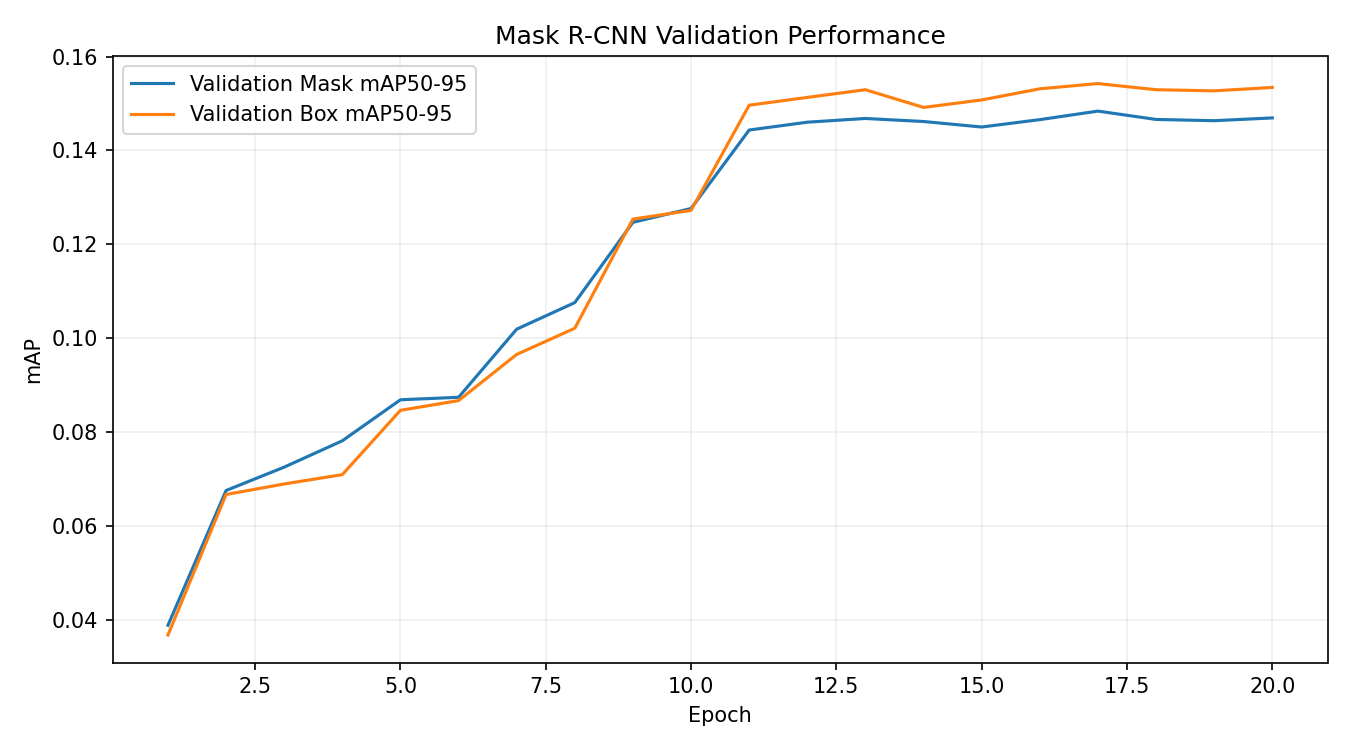 Mask R-CNN Validation Performance
Validation Mask mAP50-95
Validation Box mAP50-95
0.16
0.14
0.12
0.10
0.08
0.06
0.04
mAP
2.5 5.0 7.5 10.0 12.5 15.0 17.5 20.0
Epoch